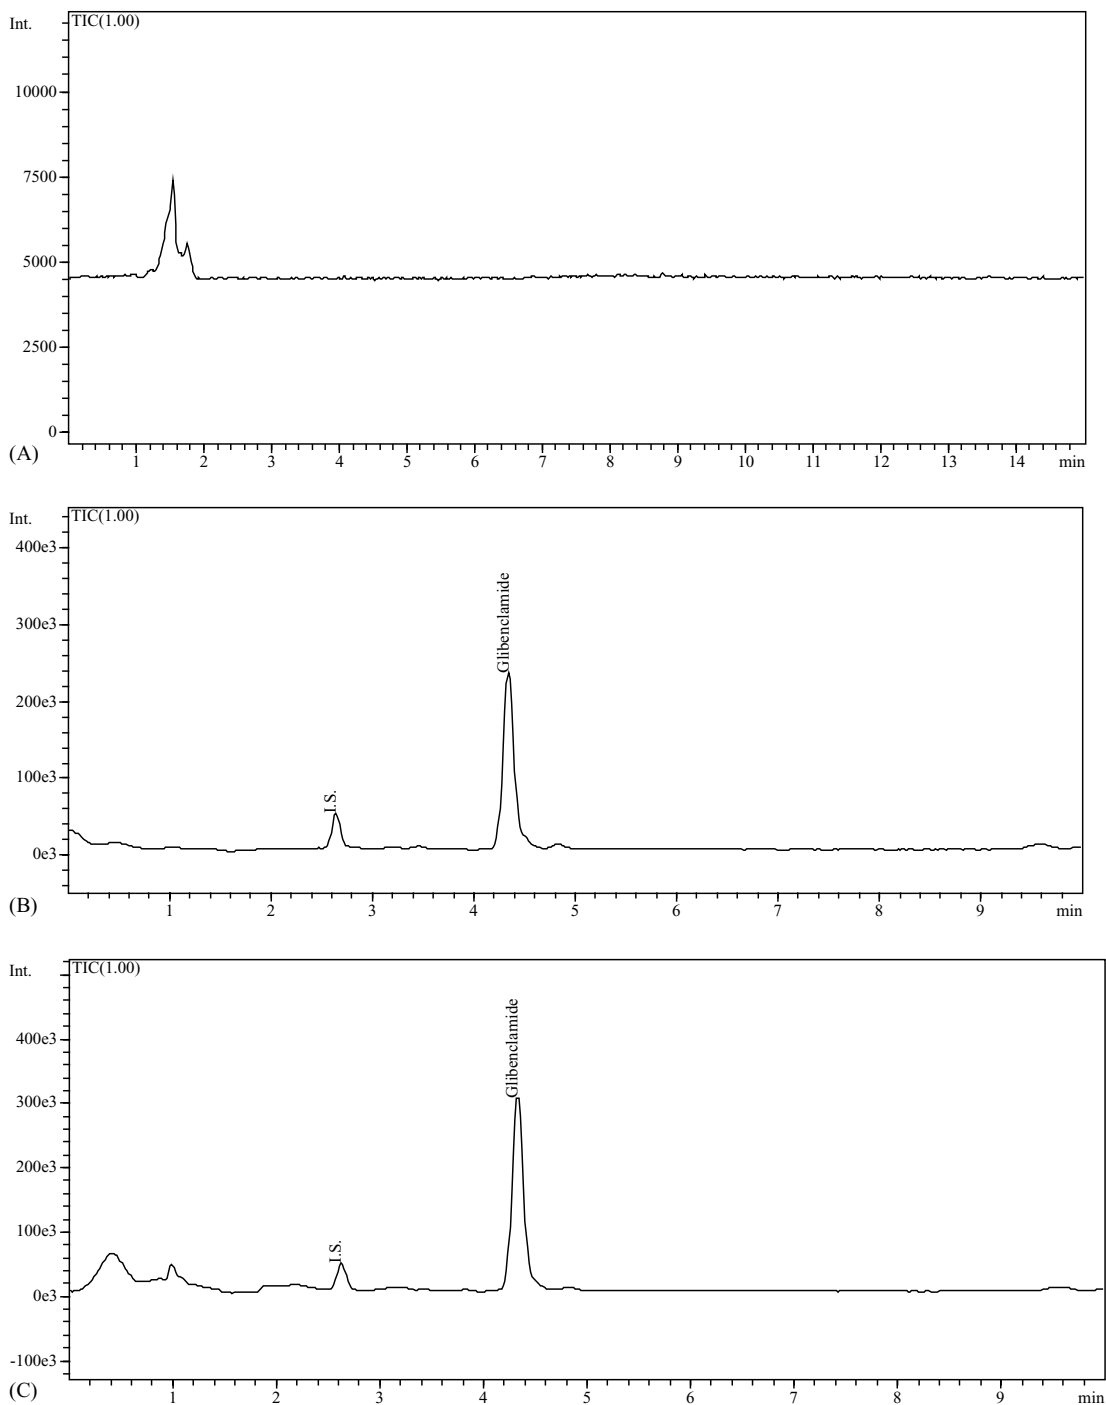 Int.
TIC(1.00)
10000
7500
5000
2500
0
(A)
1 2 3 4 5 6 7 8 9 10 11 12 13 14 min
Int.
TIC(1.00)
400e3
300e3
200e3
100e3
0e3
I.S.
Glibenclamide
(B)
1 2 3 4 5 6 7 8 9 min
Int.
TIC(1.00)
400e3
300e3
200e3
100e3
0e3
-100e3
I.S.
Glibenclamide
(C)
1 2 3 4 5 6 7 8 9 min